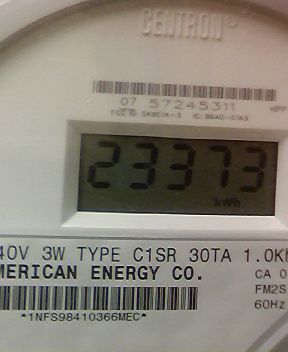 CENTRON®
07 57245311
23373
kWh
40V 3W TYPE C1SR 30TA 1.0K
MERICAN ENERGY CO.
CA 0
FM2S
60Hz
*1NFS98410366MEC*